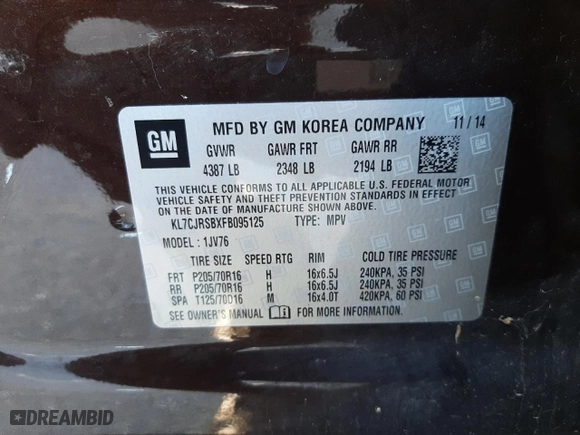 GM MFD BY GM KOREA COMPANY 11/14
GVWR GAWR FRT GAWR RR
4387 LB 2348 LB 2194 LB
THIS VEHICLE CONFORMS TO ALL APPLICABLE U.S. FEDERAL MOTOR
VEHICLE SAFETY AND THEFT PREVENTION STANDARDS IN EFFECT ON
THE DATE OF MANUFACTURE SHOWN ABOVE.
KL7CJRSBXFB095125 TYPE: MPV
MODEL : 1JV76
TIRE SIZE SPEED RTG RIM COLD TIRE PRESSURE
FRT P205/70R16 H 16x6.5J 240KPA, 35 PSI
RR P205/70R16 H 16x6.5J 240KPA, 35 PSI
SPA T125/70D16 M 16x4.0T 420KPA, 60 PSI
SEE OWNER'S MANUAL FOR MORE INFORMATION.
DREAMBID